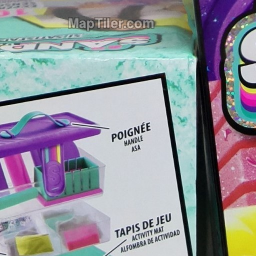 MapTiler.com
POIGNÉE
HANDLE
ASA
TAPIS DE JEU
ACTIVITY MAT
ALFOMBRA DE ACTIVIDAD